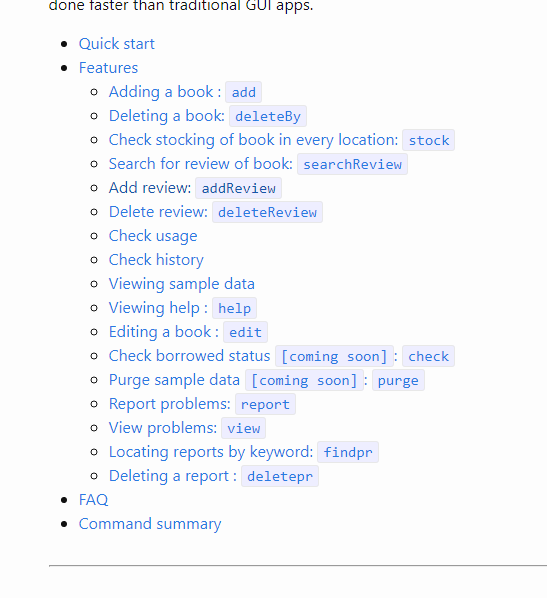 done faster than traditional GUI apps.
Quick start
Features
Adding a book : add
Deleting a book: deleteBy
Check stocking of book in every location: stock
Search for review of book: searchReview
Add review: addReview
Delete review: deleteReview
Check usage
Check history
Viewing sample data
Viewing help : help
Editing a book : edit
Check borrowed status [coming soon]: check
Purge sample data [coming soon]: purge
Report problems: report
View problems: view
Locating reports by keyword: findpr
Deleting a report : deletepr
FAQ
Command summary